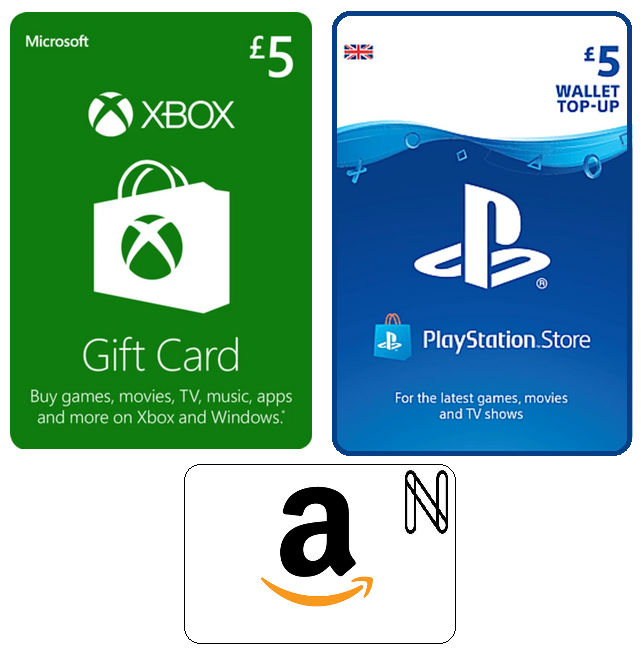 Microsoft
£5
XBOX
Gift Card
Buy games, movies, TV, music, apps
and more on Xbox and Windows.*
£5
WALLET
TOP-UP
®
PlayStation.Store
For the latest games, movies
and TV shows
a
N